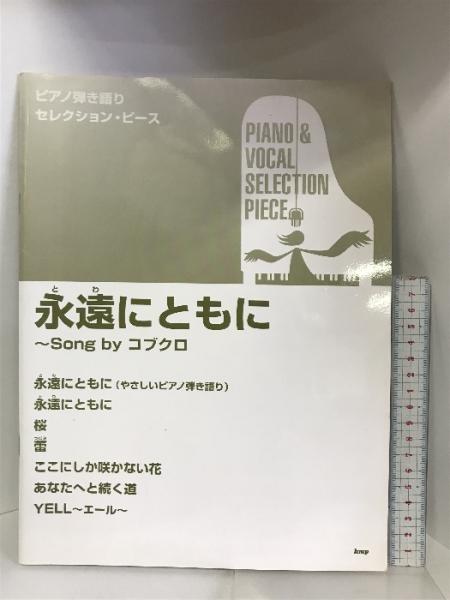 ピアノ弾き語り
セレクション・ピース
PIANO &
VOCAL
SELECTION
PIECE
とわ
永遠にともに
～Song by コブクロ
永遠にともに(やさしいピアノ弾き語り)
永遠にともに
桜
蕾
ここにしか咲かない花
あなたへと続く道
YELL～エール～
kmp